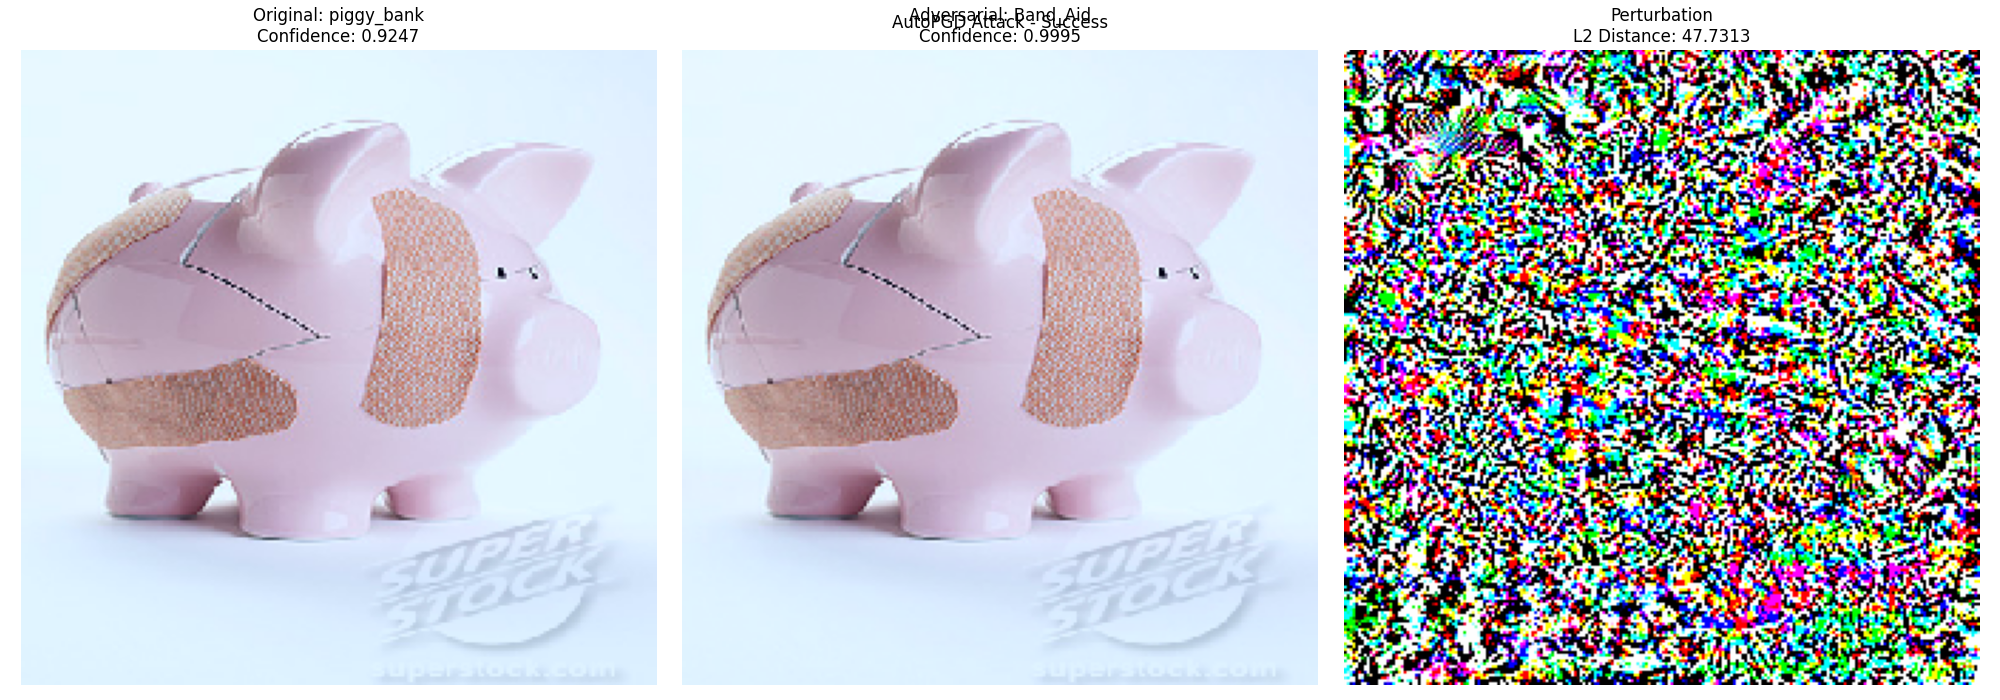 Original: piggy_bank
Confidence: 0.9247
Adversarial: Band_Aid
AutoPGD Attack - Success
Confidence: 0.9995
Perturbation
L2 Distance: 47.7313
SUPER
STOCK
superstock.com
SUPER
STOCK
superstock.com